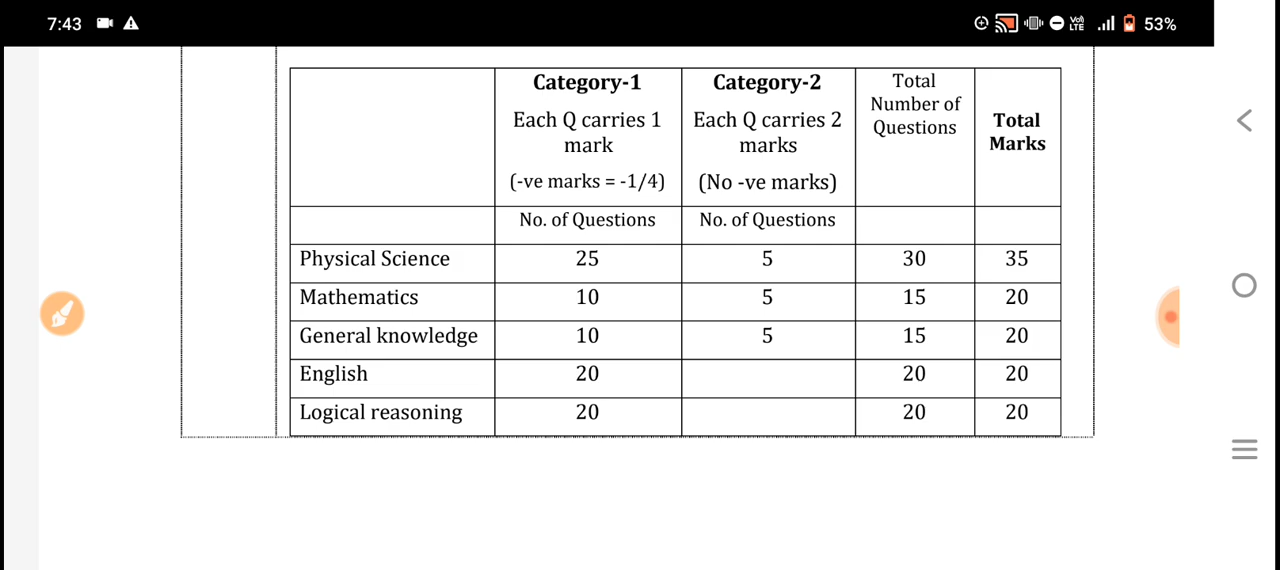 7:43 Vo) LTE 53%
Category-1 Category-2 Total Number of Questions Total Marks
Each Q carries 1 mark Each Q carries 2 marks
(-ve marks = -1/4) (No -ve marks)
No. of Questions No. of Questions
Physical Science 25 5 30 35
Mathematics 10 5 15 20
General knowledge 10 5 15 20
English 20 20 20
Logical reasoning 20 20 20